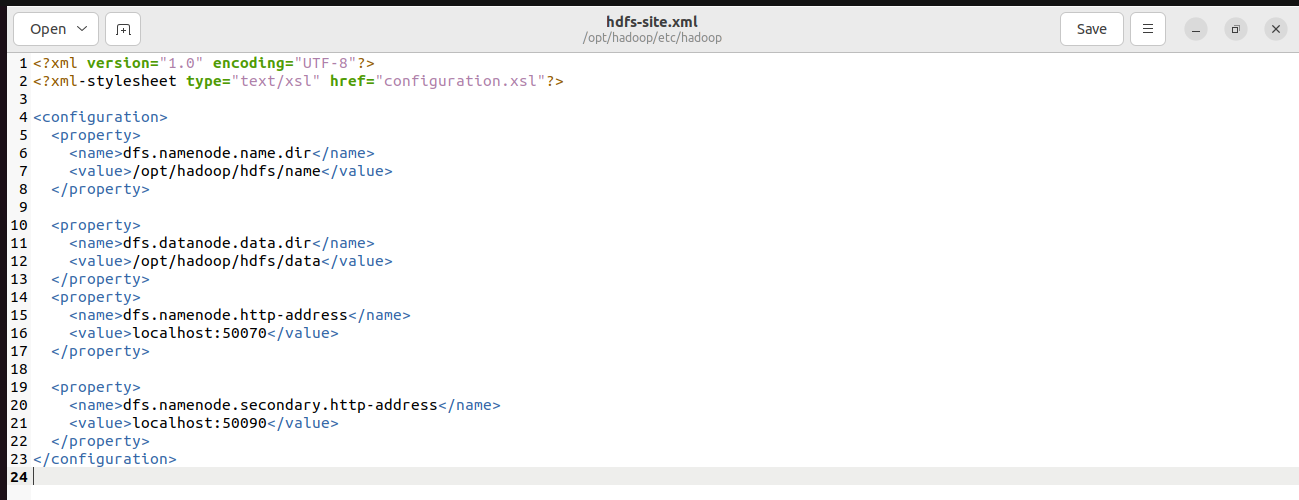 Open
hdfs-site.xml
/opt/hadoop/etc/hadoop
Save
1 <?xml version="1.0" encoding="UTF-8"?>
2 <?xml-stylesheet type="text/xsl" href="configuration.xsl"?>
3
4 <configuration>
5   <property>
6     <name>dfs.namenode.name.dir</name>
7     <value>/opt/hadoop/hdfs/name</value>
8   </property>
9
10   <property>
11     <name>dfs.datanode.data.dir</name>
12     <value>/opt/hadoop/hdfs/data</value>
13   </property>
14   <property>
15     <name>dfs.namenode.http-address</name>
16     <value>localhost:50070</value>
17   </property>
18
19   <property>
20     <name>dfs.namenode.secondary.http-address</name>
21     <value>localhost:50090</value>
22   </property>
23 </configuration>
24